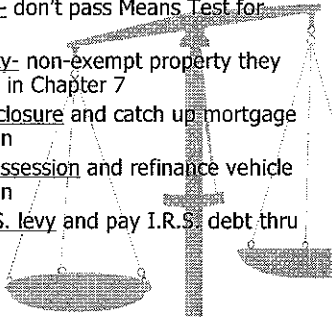 - don't pass Means Test for
y- non-exempt property they
in Chapter 7
closure and catch up mortgage
n
ssession and refinance vehicle
n
S. levy and pay I.R.S. debt thru